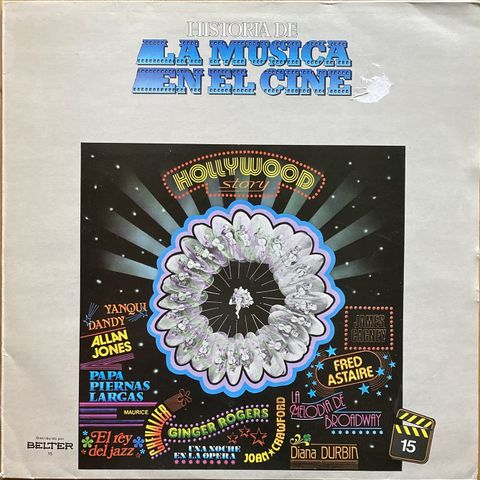 HISTORIA DE
LA MUSICA
EN EL CINE
HOLLYWOOD
story
YANQUI
DANDY
ALLAN
JONES
PAPA
PIERNAS
LARGAS
MAURICE
CHEVALIER
El rey
del jazz
GINGER ROGERS
UNA NOCHE
EN LA OPERA
JOAN CRAWFORD
JAMES
CAGNEY
FRED
ASTAIRE
LA
MELODIA DE
BROADWAY
Diana DURBIN
15
Distribuido por
BELTER
15